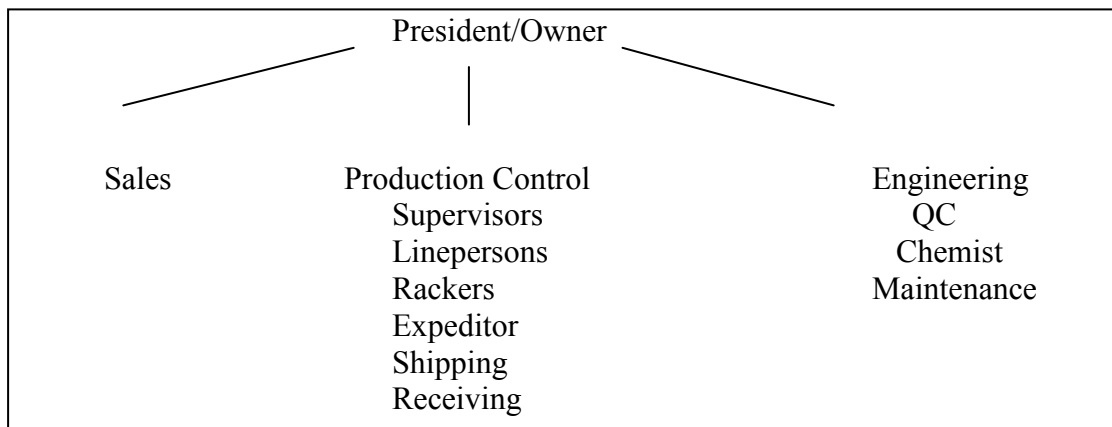 President/Owner
Sales Production Control Engineering
Supervisors QC
Linepersons Chemist
Rackers Maintenance
Expeditor
Shipping
Receiving